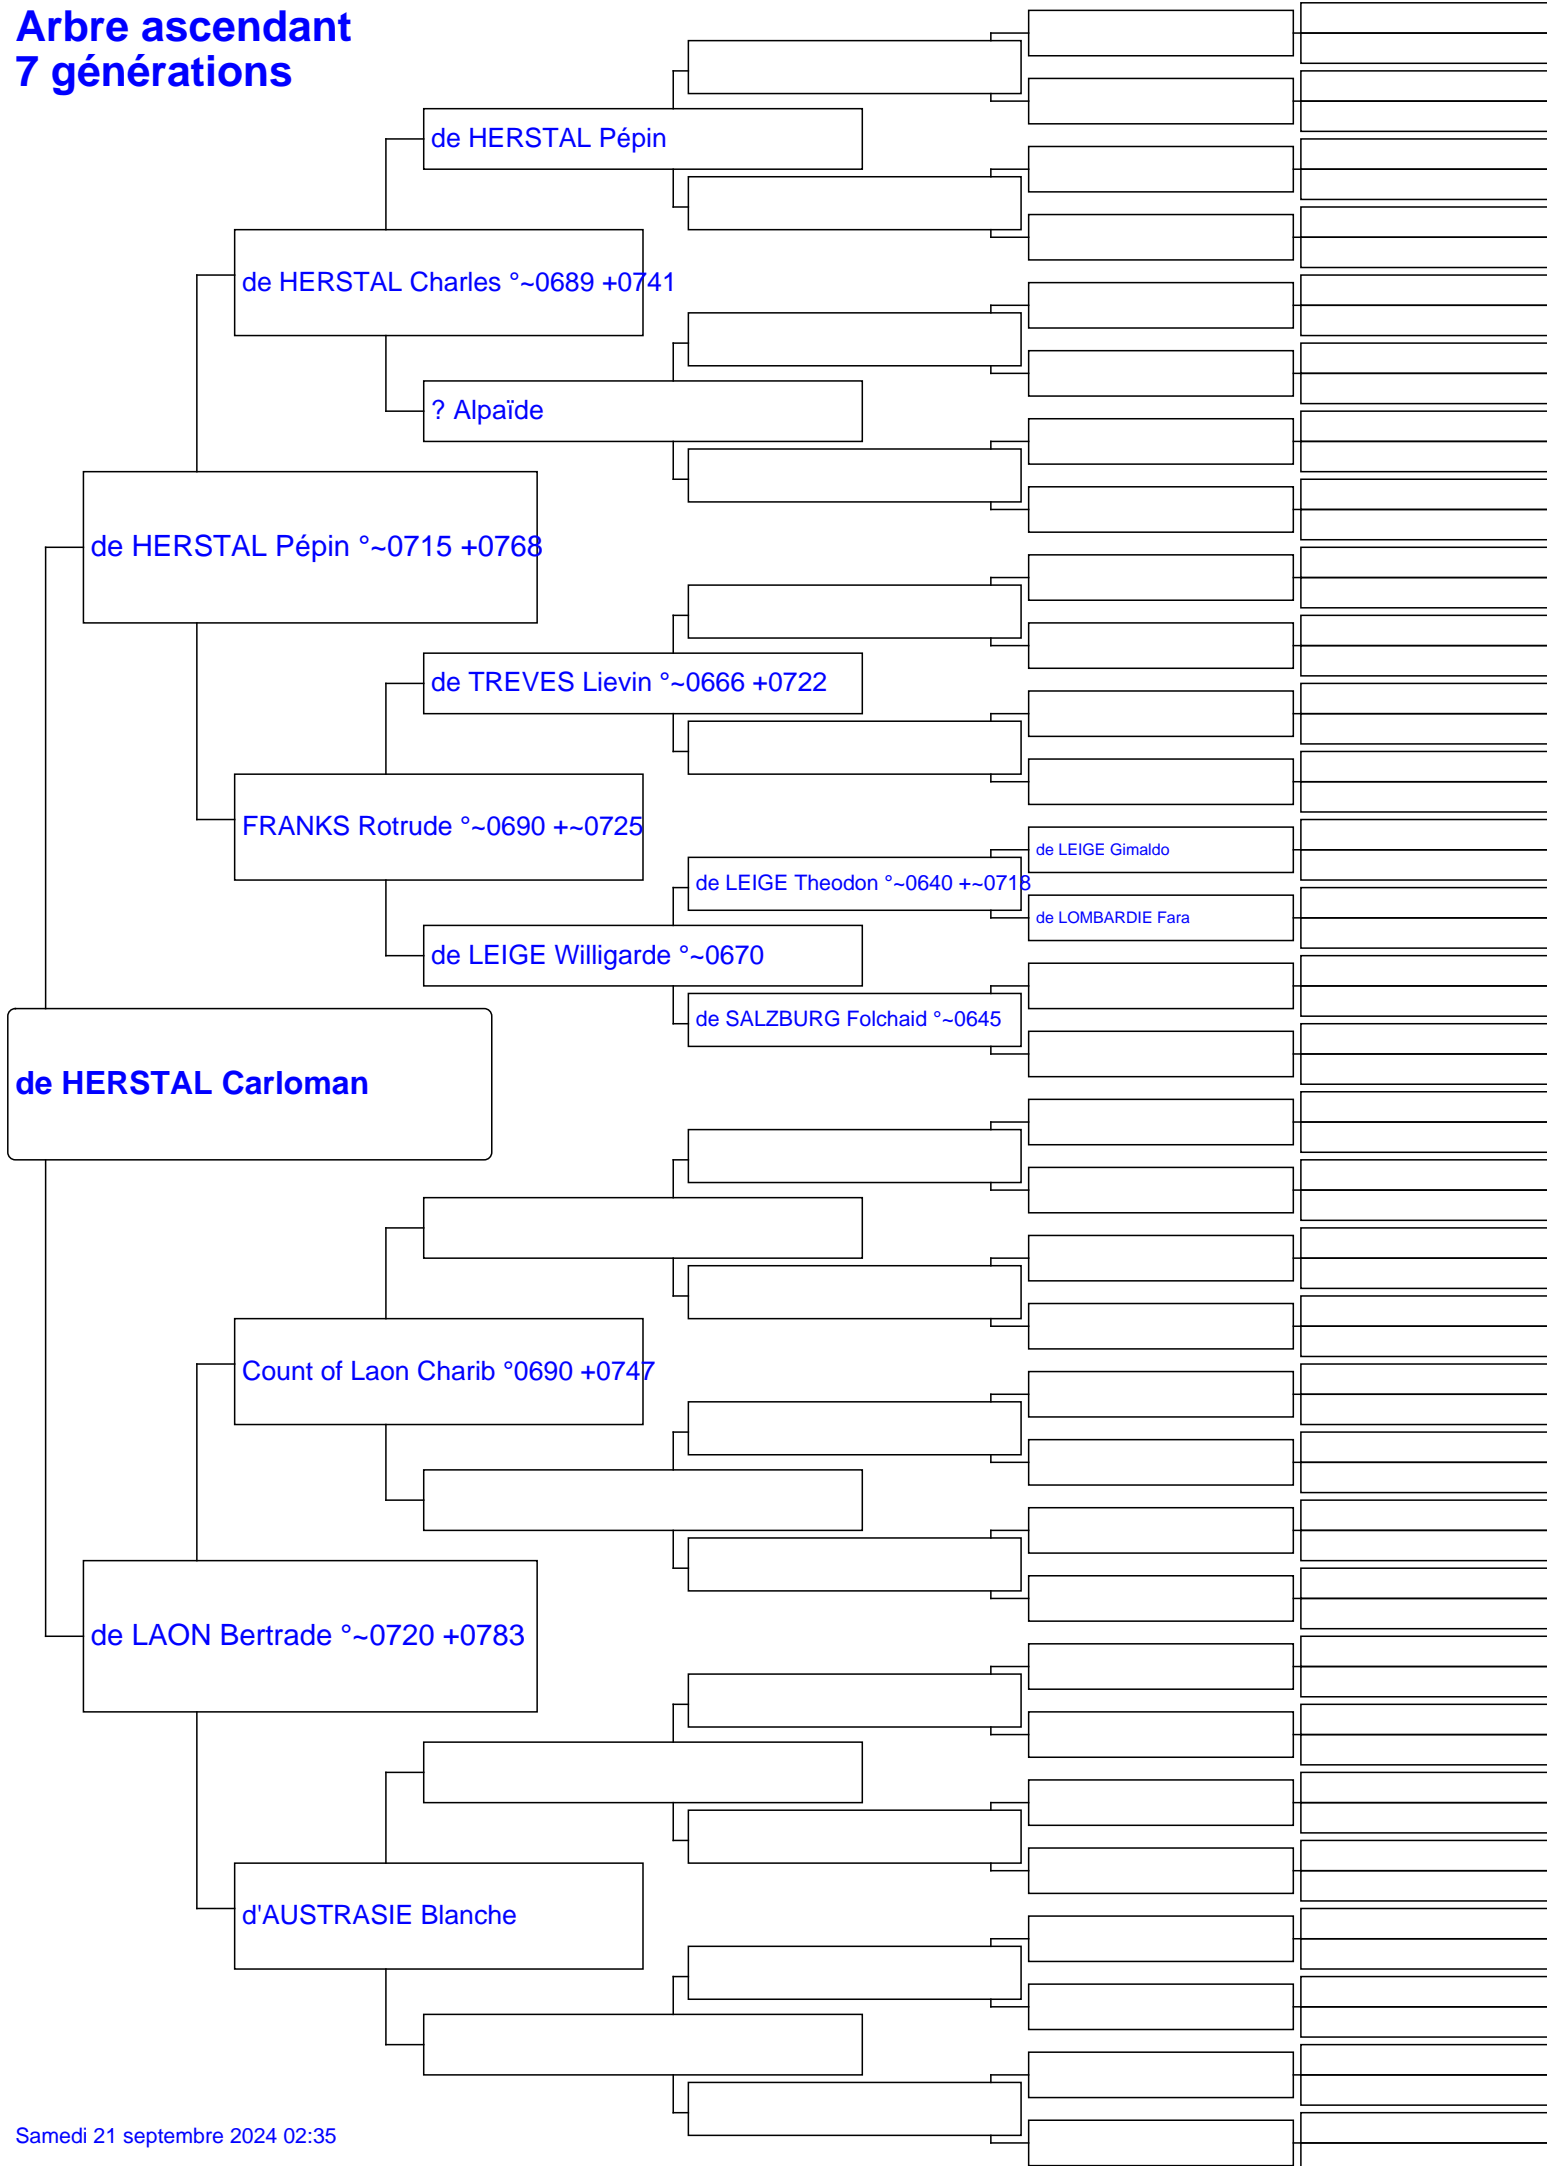 Arbre ascendant
7 générations
de HERSTAL Pépin
de HERSTAL Charles °~0689 +0741
? Alpaïde
de HERSTAL Pépin °~0715 +0768
de TREVES Lievin °~0666 +0722
FRANKS Rotrude °~0690 +~0725
de LEIGE Gimaldo
de LEIGE Theodon °~0640 +~0718
de LOMBARDIE Fara
de LEIGE Willigarde °~0670
de SALZBURG Folchaid °~0645
de HERSTAL Carloman
Count of Laon Charib °0690 +0747
de LAON Bertrade °~0720 +0783
d'AUSTRASIE Blanche
Samedi 21 septembre 2024 02:35